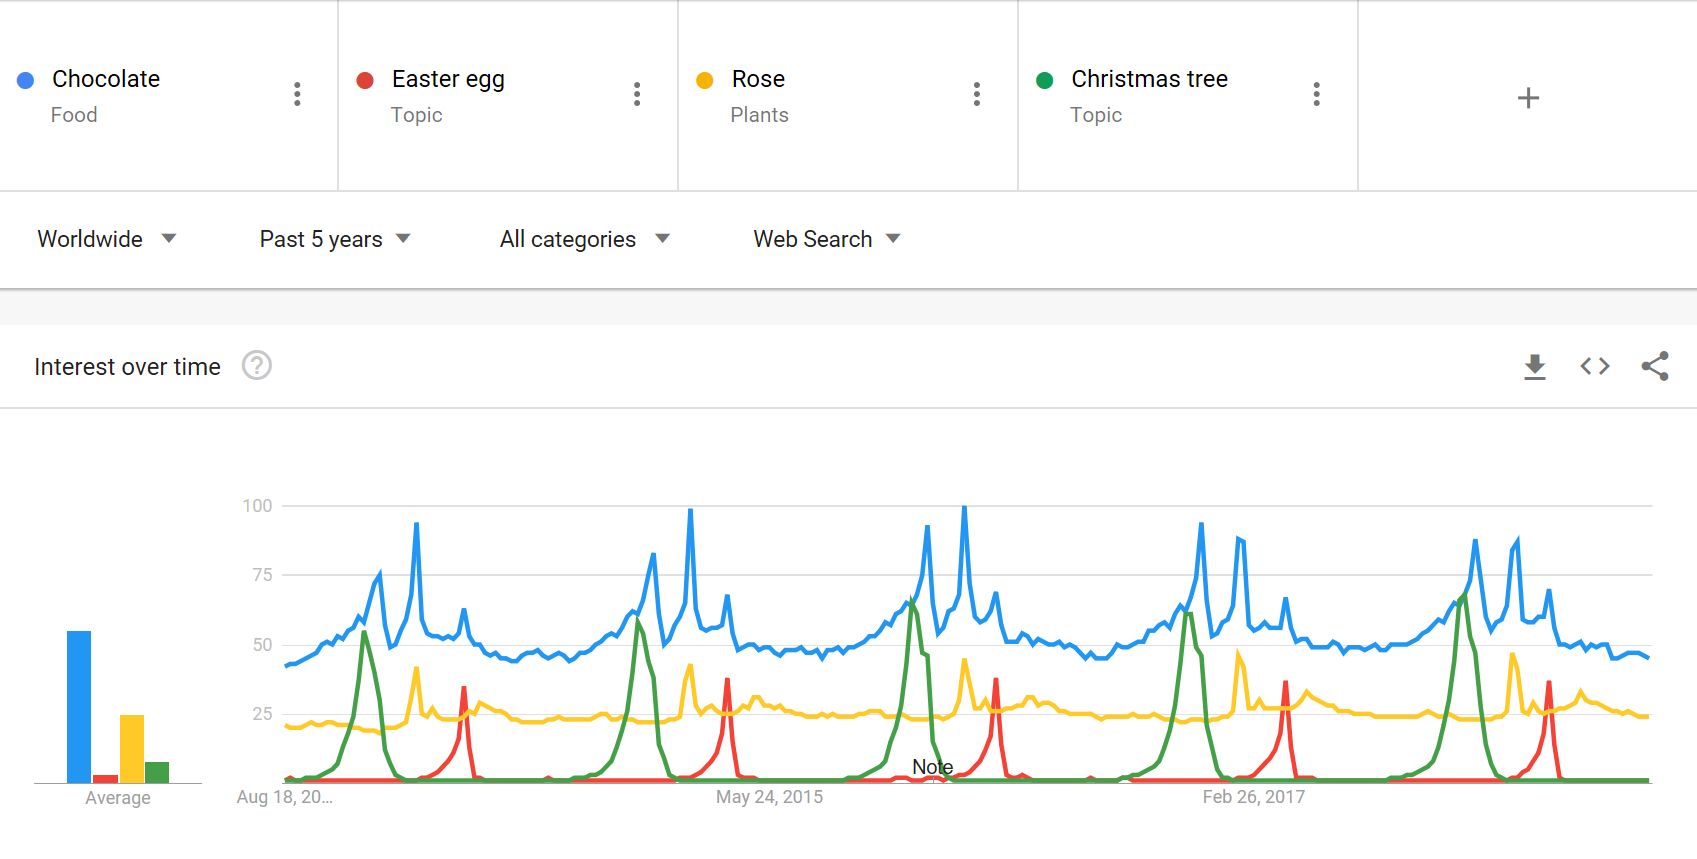 Chocolate
Food
Easter egg
Topic
Rose
Plants
Christmas tree
Topic
Worldwide
Past 5 years
All categories
Web Search
Interest over time
?
100
75
50
25
Note
Average
Aug 18, 20...
May 24, 2015
Feb 26, 2017